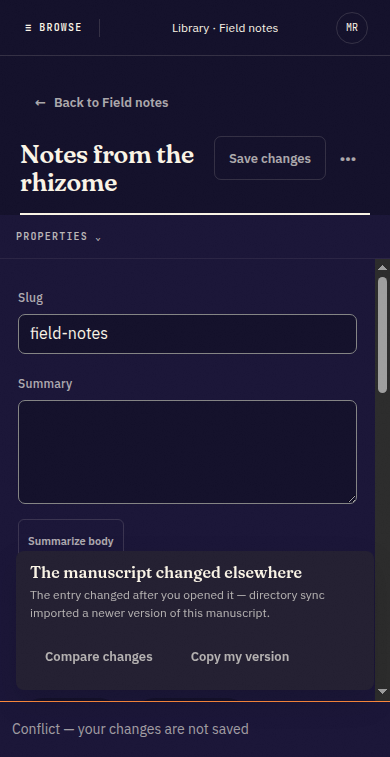 ≡ BROWSE
Library · Field notes
MR
← Back to Field notes
Notes from the
rhizome
Save changes
•••
PROPERTIES ⌄
Slug
field-notes
Summary
Summarize body
The manuscript changed elsewhere
The entry changed after you opened it — directory sync
imported a newer version of this manuscript.
Compare changes
Copy my version
Conflict — your changes are not saved